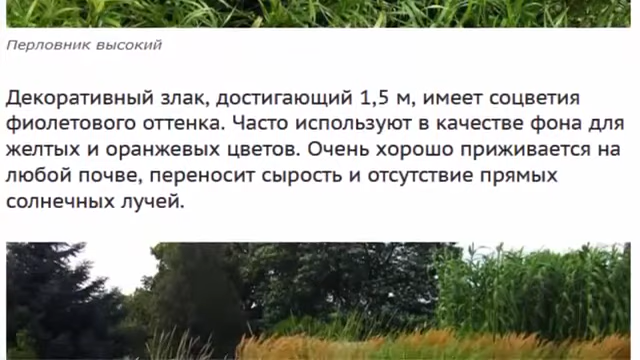 Перловник высокий
Декоративный злак, достигающий 1,5 м, имеет соцветия
фиолетового оттенка. Часто используют в качестве фона для
желтых и оранжевых цветов. Очень хорошо приживается на
любой почве, переносит сырость и отсутствие прямых
солнечных лучей.